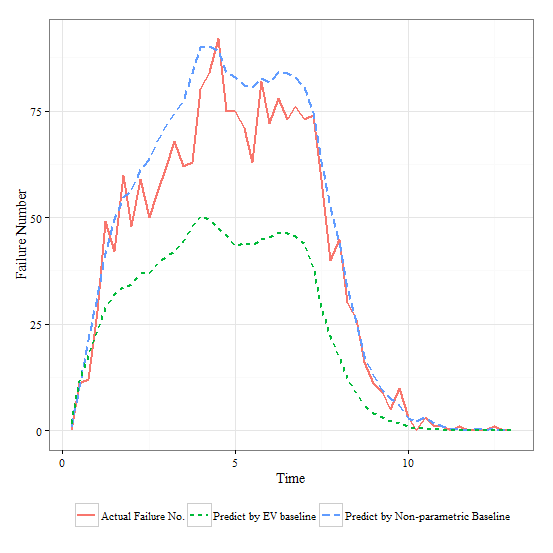 75
50
25
0
Failure Number
0 5 10
Time
Actual Failure No. Predict by EV baseline Predict by Non-parametric Baseline